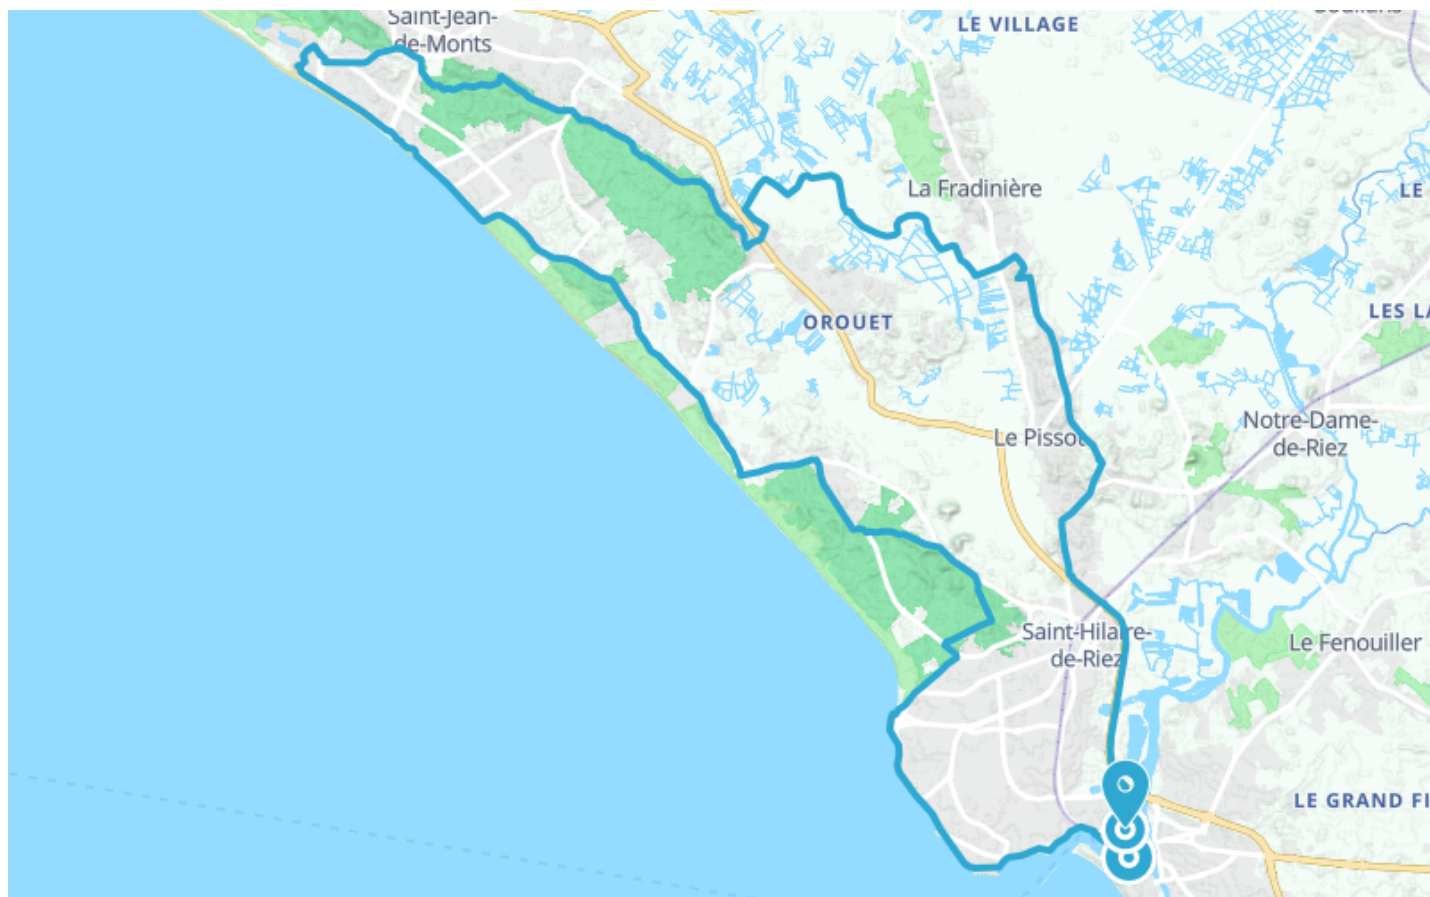 Saint-Jean-
de-Monts
LE VILLAGE
La Fradinière
LE
OROUET
LES LA
Le Pissot
Notre-Dame-
de-Riez
Saint-Hilaire-
de-Riez
Le Fenouiller
LE GRAND FI